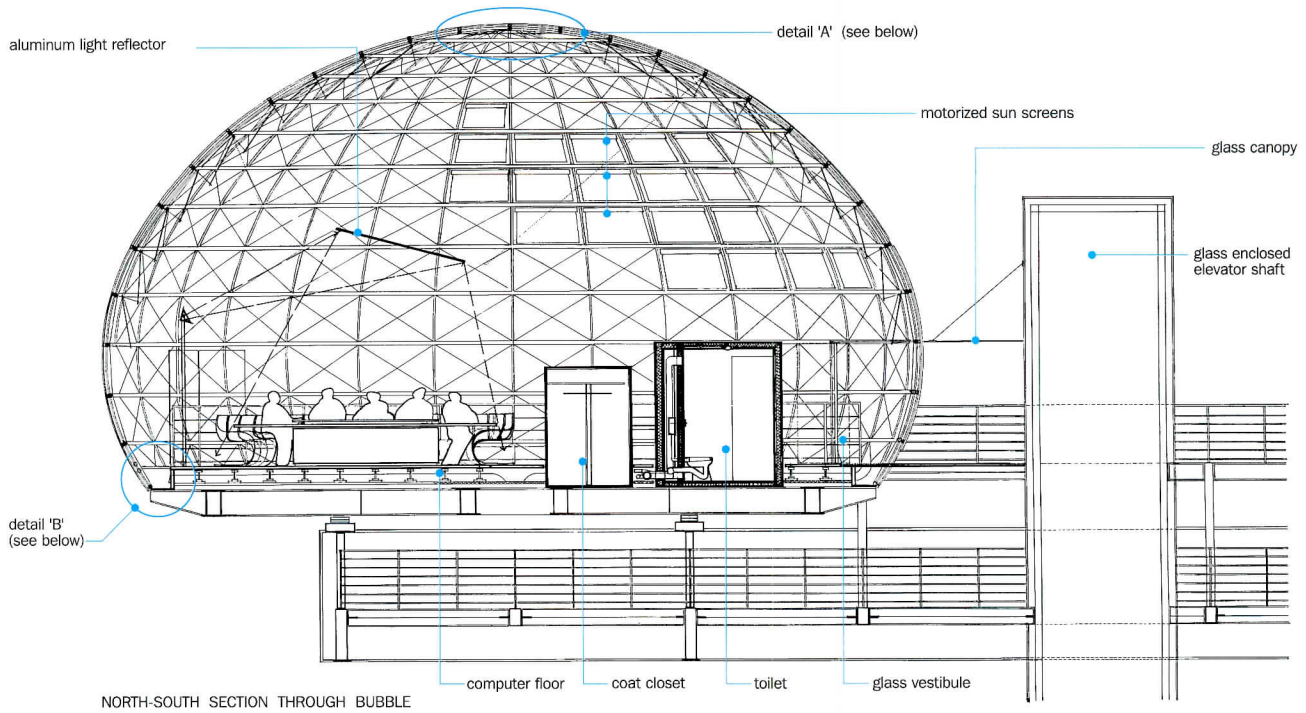 aluminum light reflector
detail 'A' (see below)
motorized sun screens
glass canopy
glass enclosed
elevator shaft
detail 'B'
(see below)
computer floor
coat closet
toilet
glass vestibule
NORTH-SOUTH SECTION THROUGH BUBBLE